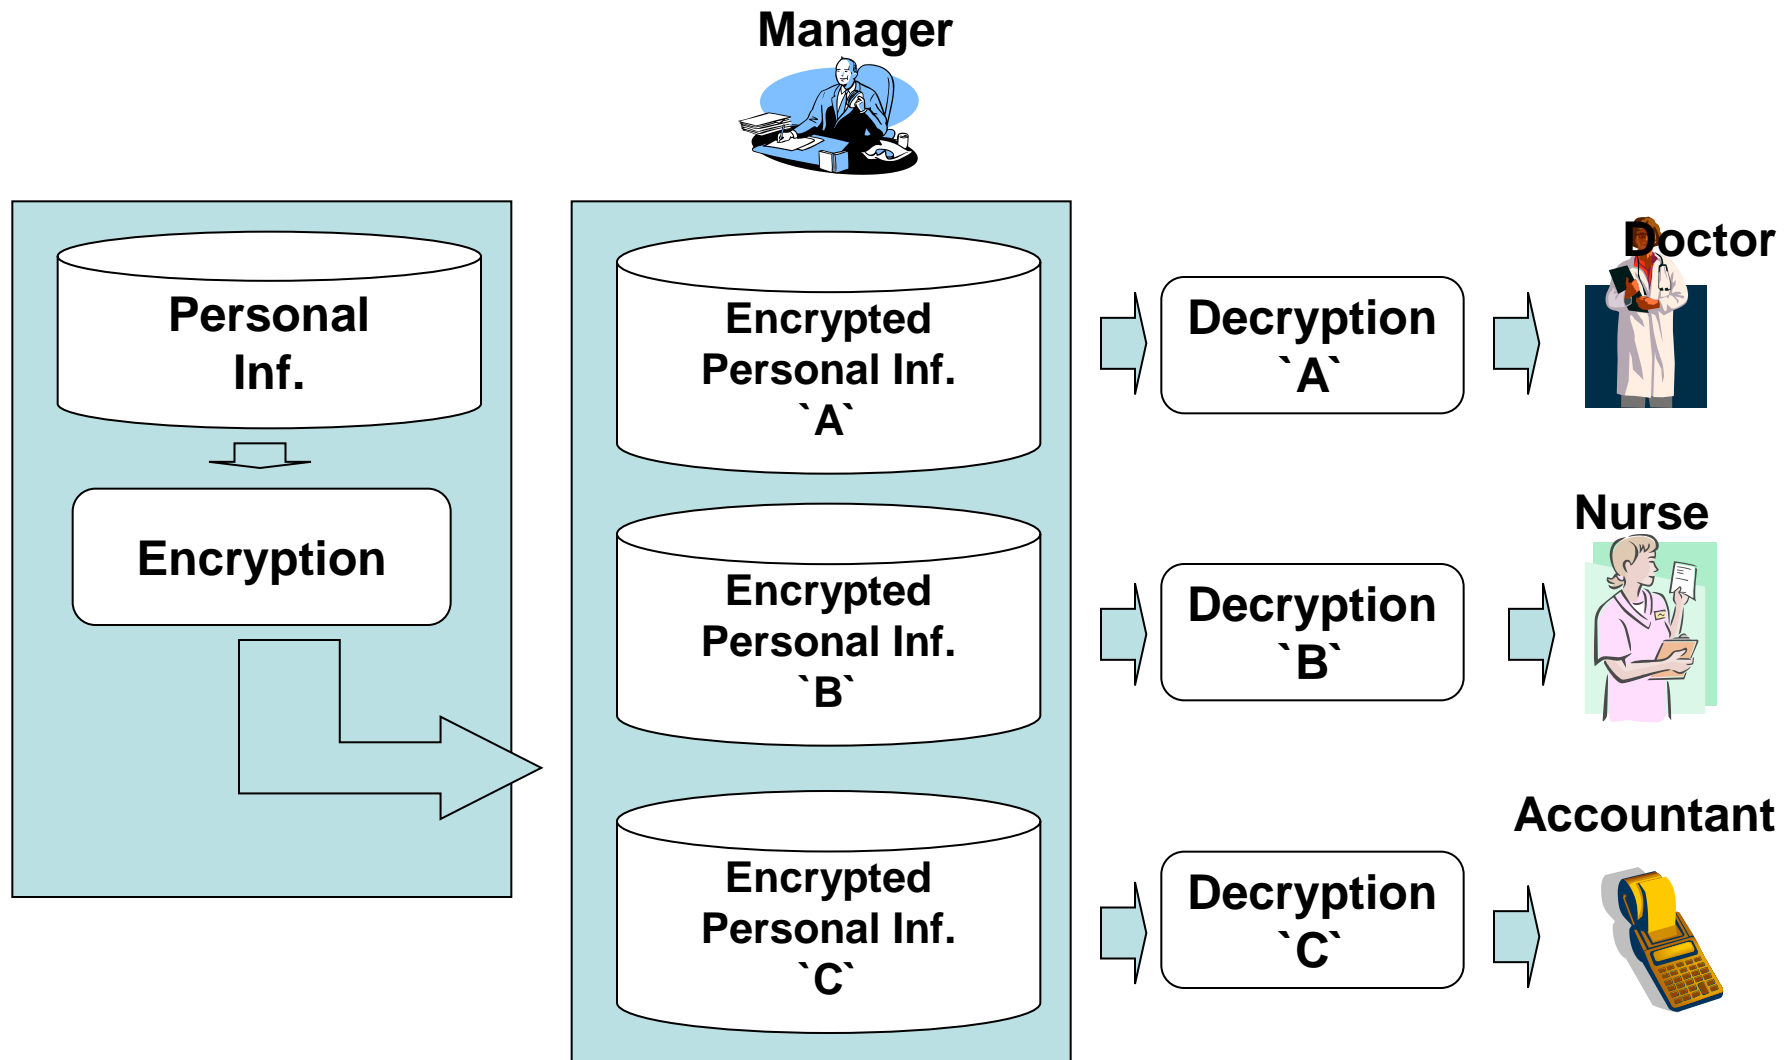 Manager
Personal
Inf.
Encryption
Encrypted
Personal Inf.
`A`
Decryption
`A`
Doctor
Encrypted
Personal Inf.
`B`
Decryption
`B`
Nurse
Encrypted
Personal Inf.
`C`
Decryption
`C`
Accountant